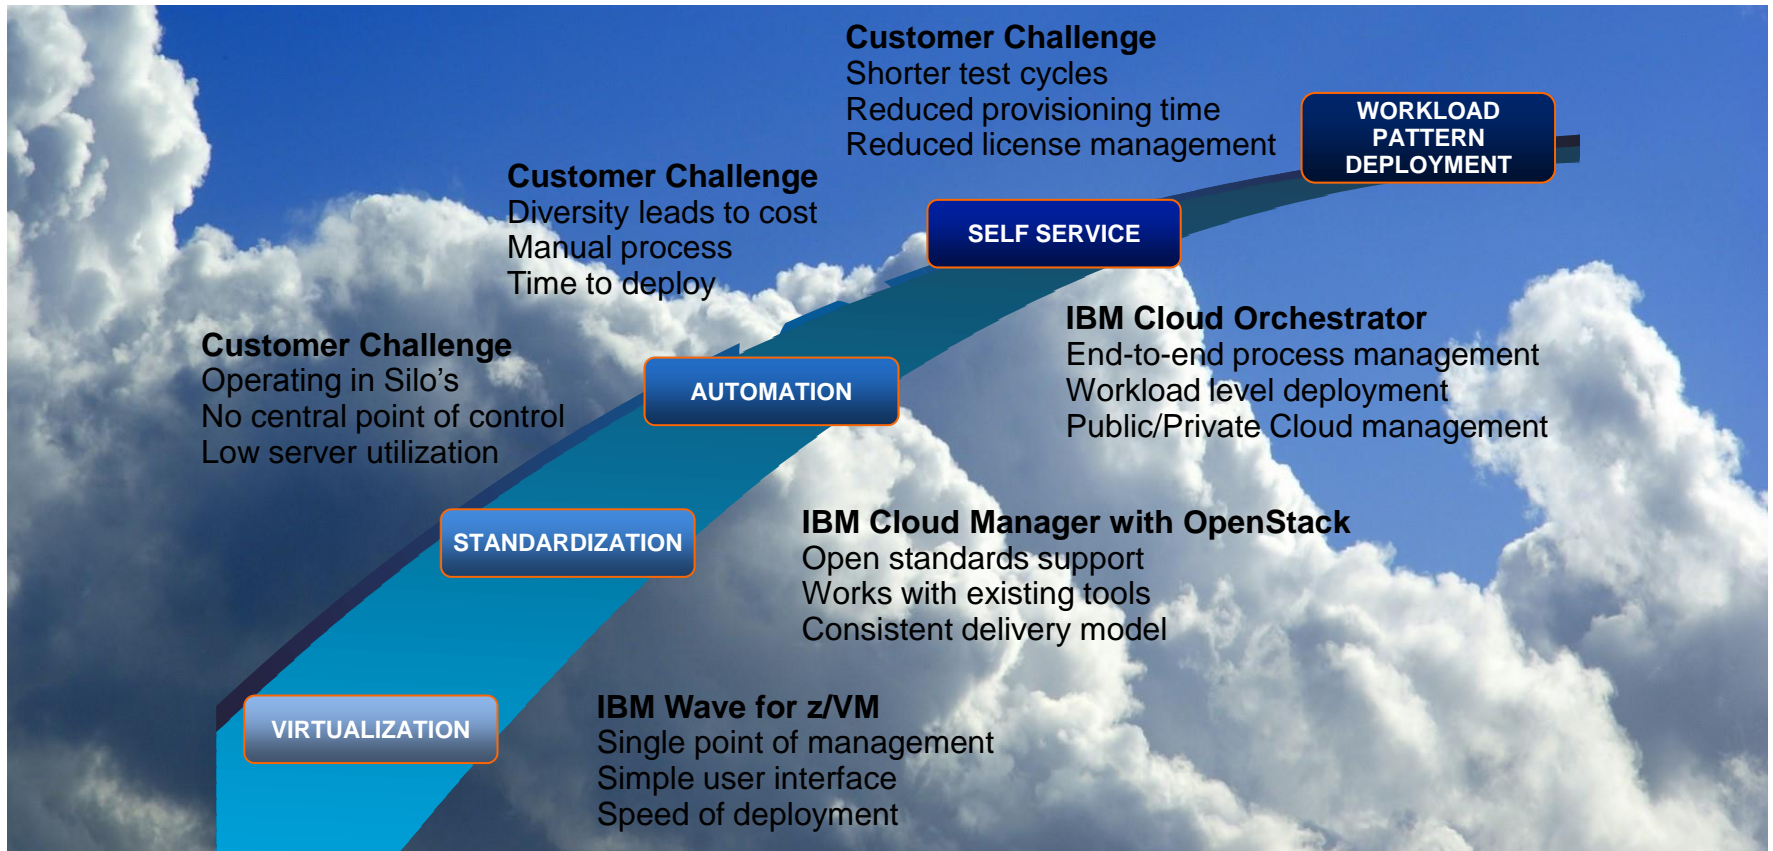 Customer Challenge
Shorter test cycles
Reduced provisioning time
Reduced license management
WORKLOAD
PATTERN
DEPLOYMENT
Customer Challenge
Diversity leads to cost
Manual process
Time to deploy
SELF SERVICE
IBM Cloud Orchestrator
End-to-end process management
Workload level deployment
Public/Private Cloud management
Customer Challenge
Operating in Silo’s
No central point of control
Low server utilization
AUTOMATION
STANDARDIZATION
IBM Cloud Manager with OpenStack
Open standards support
Works with existing tools
Consistent delivery model
VIRTUALIZATION
IBM Wave for z/VM
Single point of management
Simple user interface
Speed of deployment